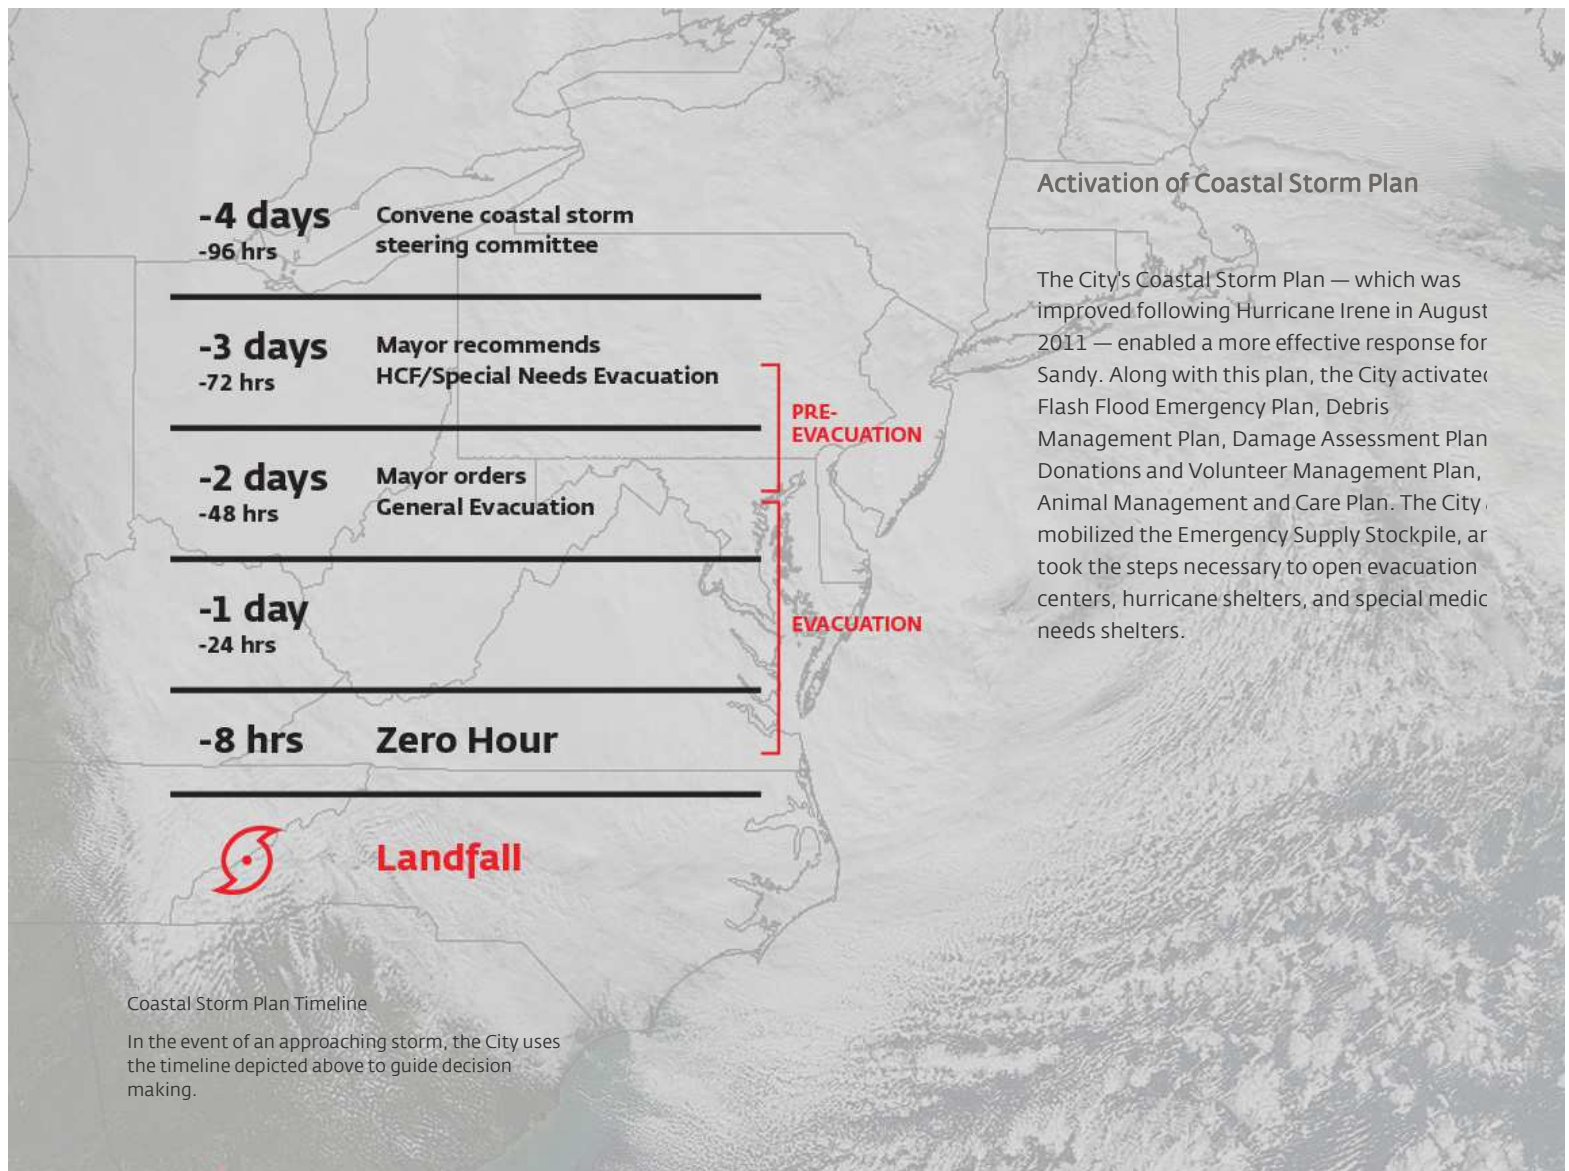 -4 days
-96 hrs
Convene coastal storm
steering committee
-3 days
-72 hrs
Mayor recommends
HCF/Special Needs Evacuation
PRE-
EVACUATION
-2 days
-48 hrs
Mayor orders
General Evacuation
-1 day
-24 hrs
EVACUATION
-8 hrs
Zero Hour
Landfall
Coastal Storm Plan Timeline
In the event of an approaching storm, the City uses
the timeline depicted above to guide decision
making.
Activation of Coastal Storm Plan
The City's Coastal Storm Plan — which was
improved following Hurricane Irene in August
2011 — enabled a more effective response for
Sandy. Along with this plan, the City
Flash Flood Emergency Plan, Debris
Management Plan, Damage Assessment Plan
Donations and Volunteer Management Plan,
Animal Management and Care Plan. The City
mobilized the Emergency Supply Stockpile,
took the steps necessary to open evacuation
centers, hurricane shelters, and special
needs shelters.